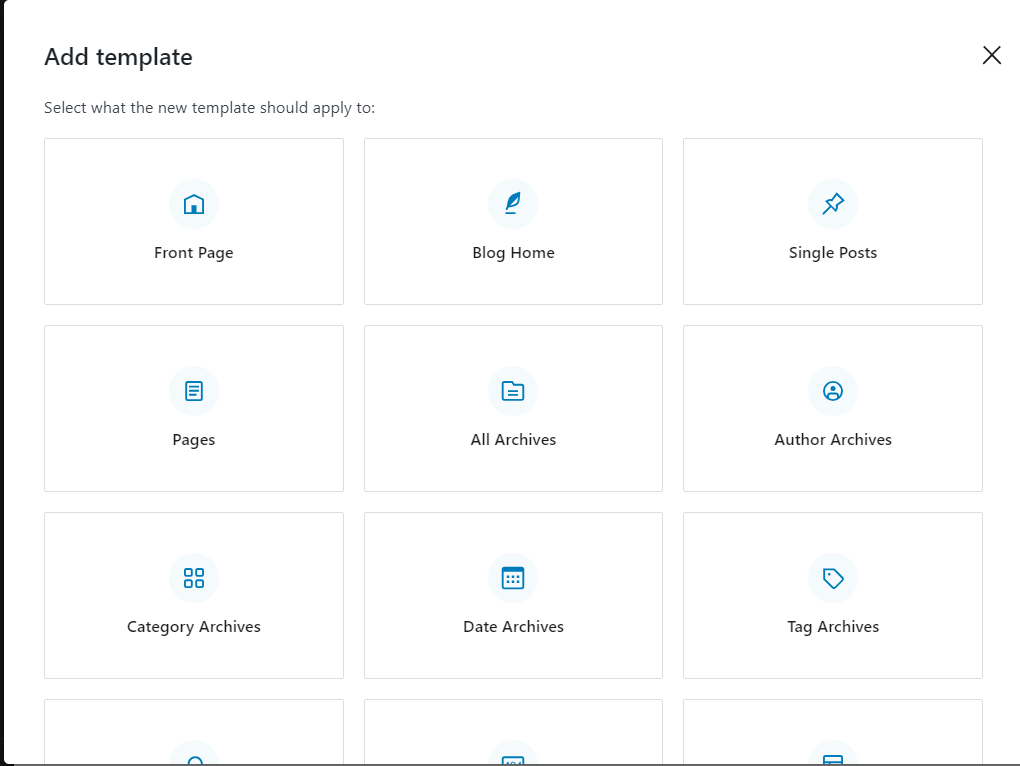 Add template
Select what the new template should apply to:
Front Page
Blog Home
Single Posts
Pages
All Archives
Author Archives
Category Archives
Date Archives
Tag Archives